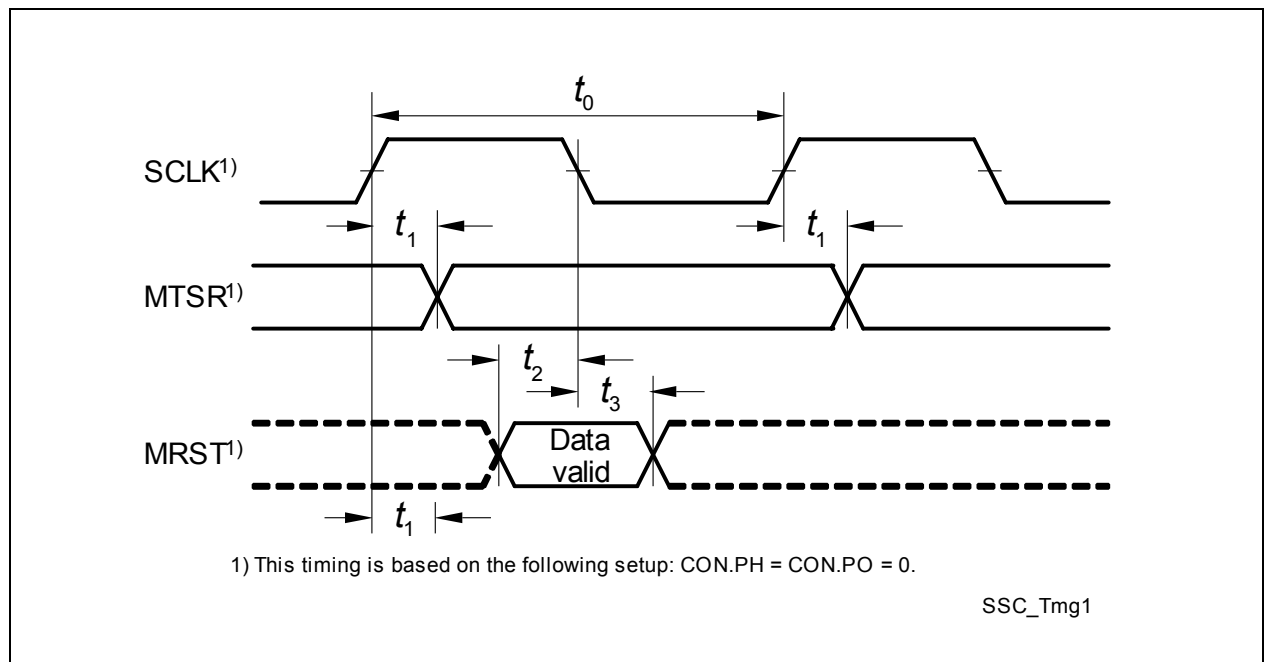 t0
SCLK1)
t1
t1
MTSR1)
t2
t3
MRST1)
Data
valid
t1
1) This timing is based on the following setup: CON.PH = CON.PO = 0.
SSC_Tmg1